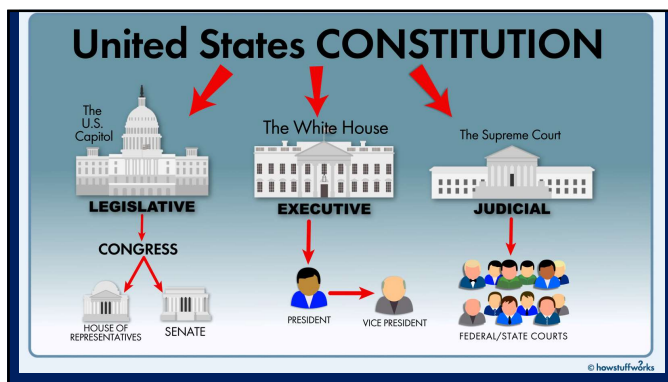 United States CONSTITUTION
The
U.S.
Capitol
The White House
The Supreme Court
LEGISLATIVE
EXECUTIVE
JUDICIAL
CONGRESS
HOUSE OF
REPRESENTATIVES
SENATE
PRESIDENT
VICE PRESIDENT
FEDERAL/STATE COURTS
© howstuffworks
2